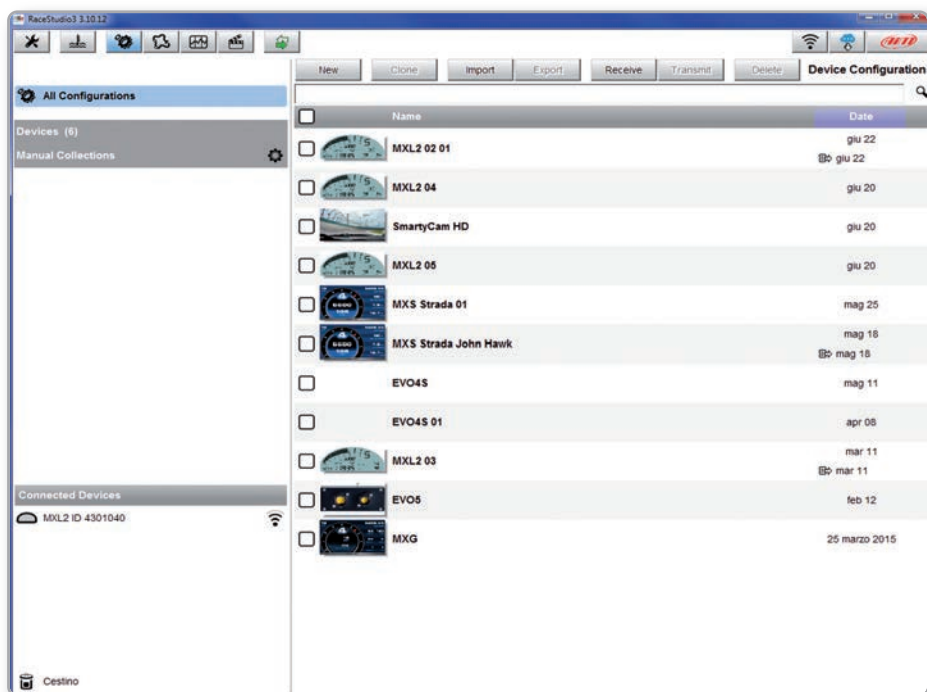 RaceStudio3 3.10.12
AiM
New Clone Import Export Receive Transmit Delete Device Configuration
All Configurations
Devices (6)
Manual Collections
Name Date
MXL2 02 01 giu 22
giu 22
MXL2 04 giu 20
SmartyCam HD giu 20
MXL2 05 giu 20
MXS Strada 01 mag 25
MXS Strada John Hawk mag 18
mag 18
EVO4S mag 11
EVO4S 01 apr 08
MXL2 03 mar 11
mar 11
EVO5 feb 12
MXG 25 marzo 2015
Connected Devices
MXL2 ID 4301040
Cestino